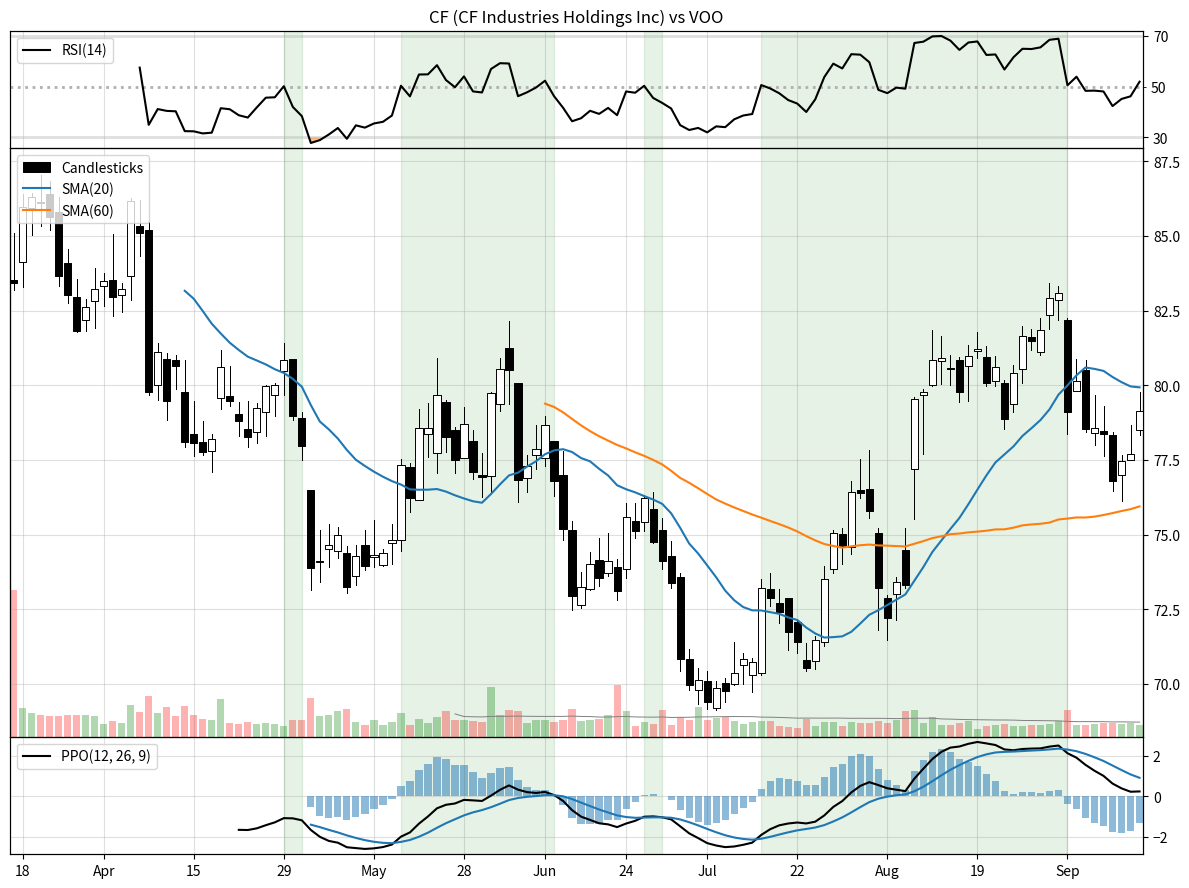 CF (CF Industries Holdings Inc) vs VOO
RSI(14)
70
50
30
Candlesticks
SMA(20)
SMA(60)
87.5
85.0
82.5
80.0
77.5
75.0
72.5
70.0
PPO(12, 26, 9)
2
0
−2
18
Apr
15
29
May
28
Jun
24
Jul
22
Aug
19
Sep